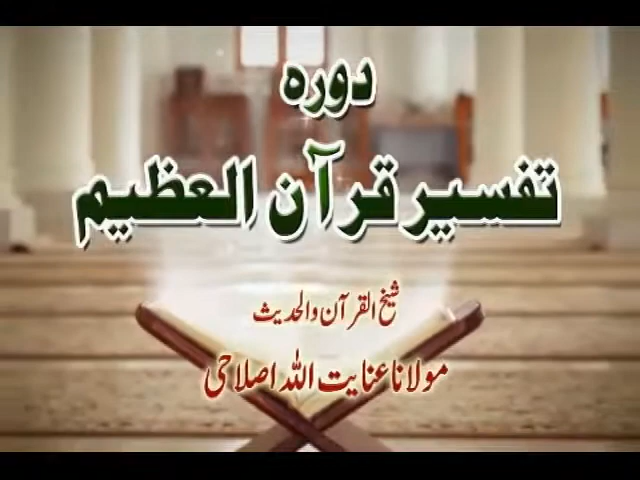 دورہ
تفسیر قرآن العظیم
شیخ القرآن والحدیث
مولانا عنایت اللہ اصلاحی